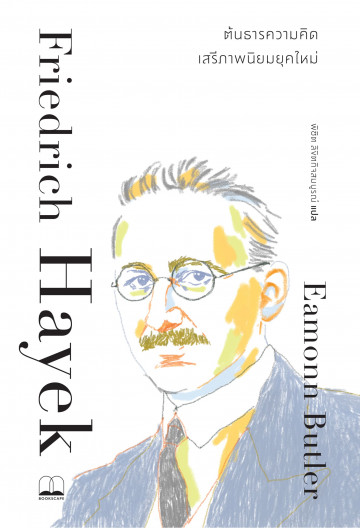 ต้นธารความคิด
เสรีภาพนิยมยุคใหม่
Friedrich Hayek
พิชิต ลิขิตกิจสมบูรณ์ แปล
Eamonn Butler
BOOKSCAPE